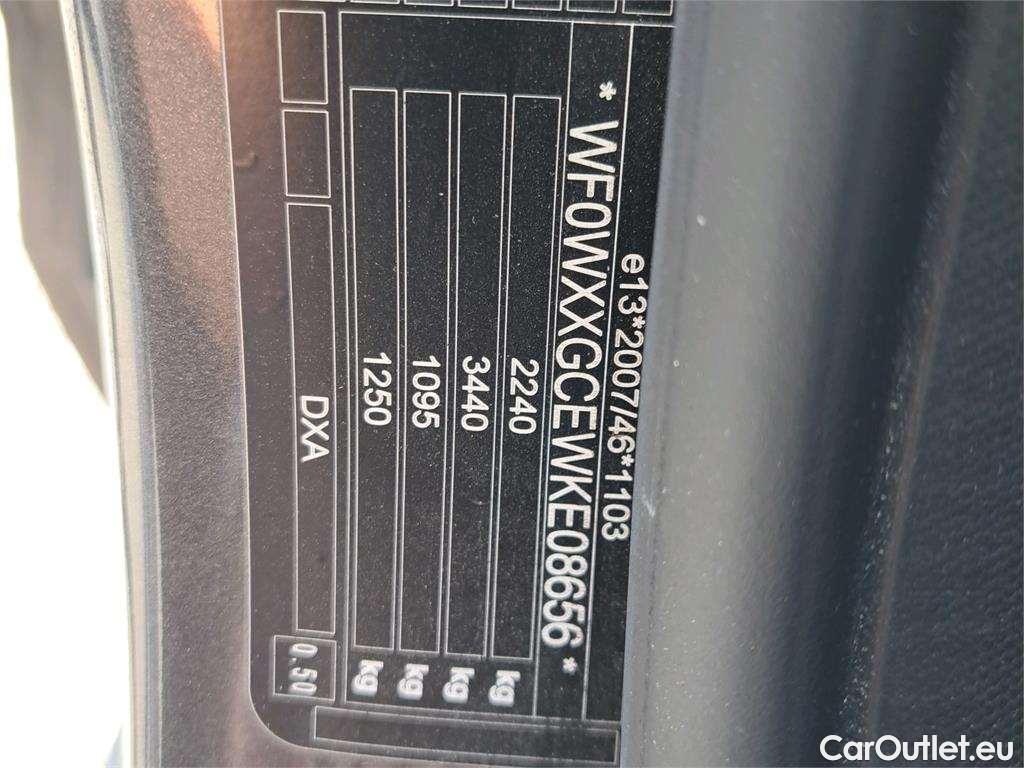 e13*2007/46*1103
* WF0WXXGCEWKE08656 *
2240 kg
3440 kg
1095 kg
1250 kg
DXA 0.50
CarOutlet.eu